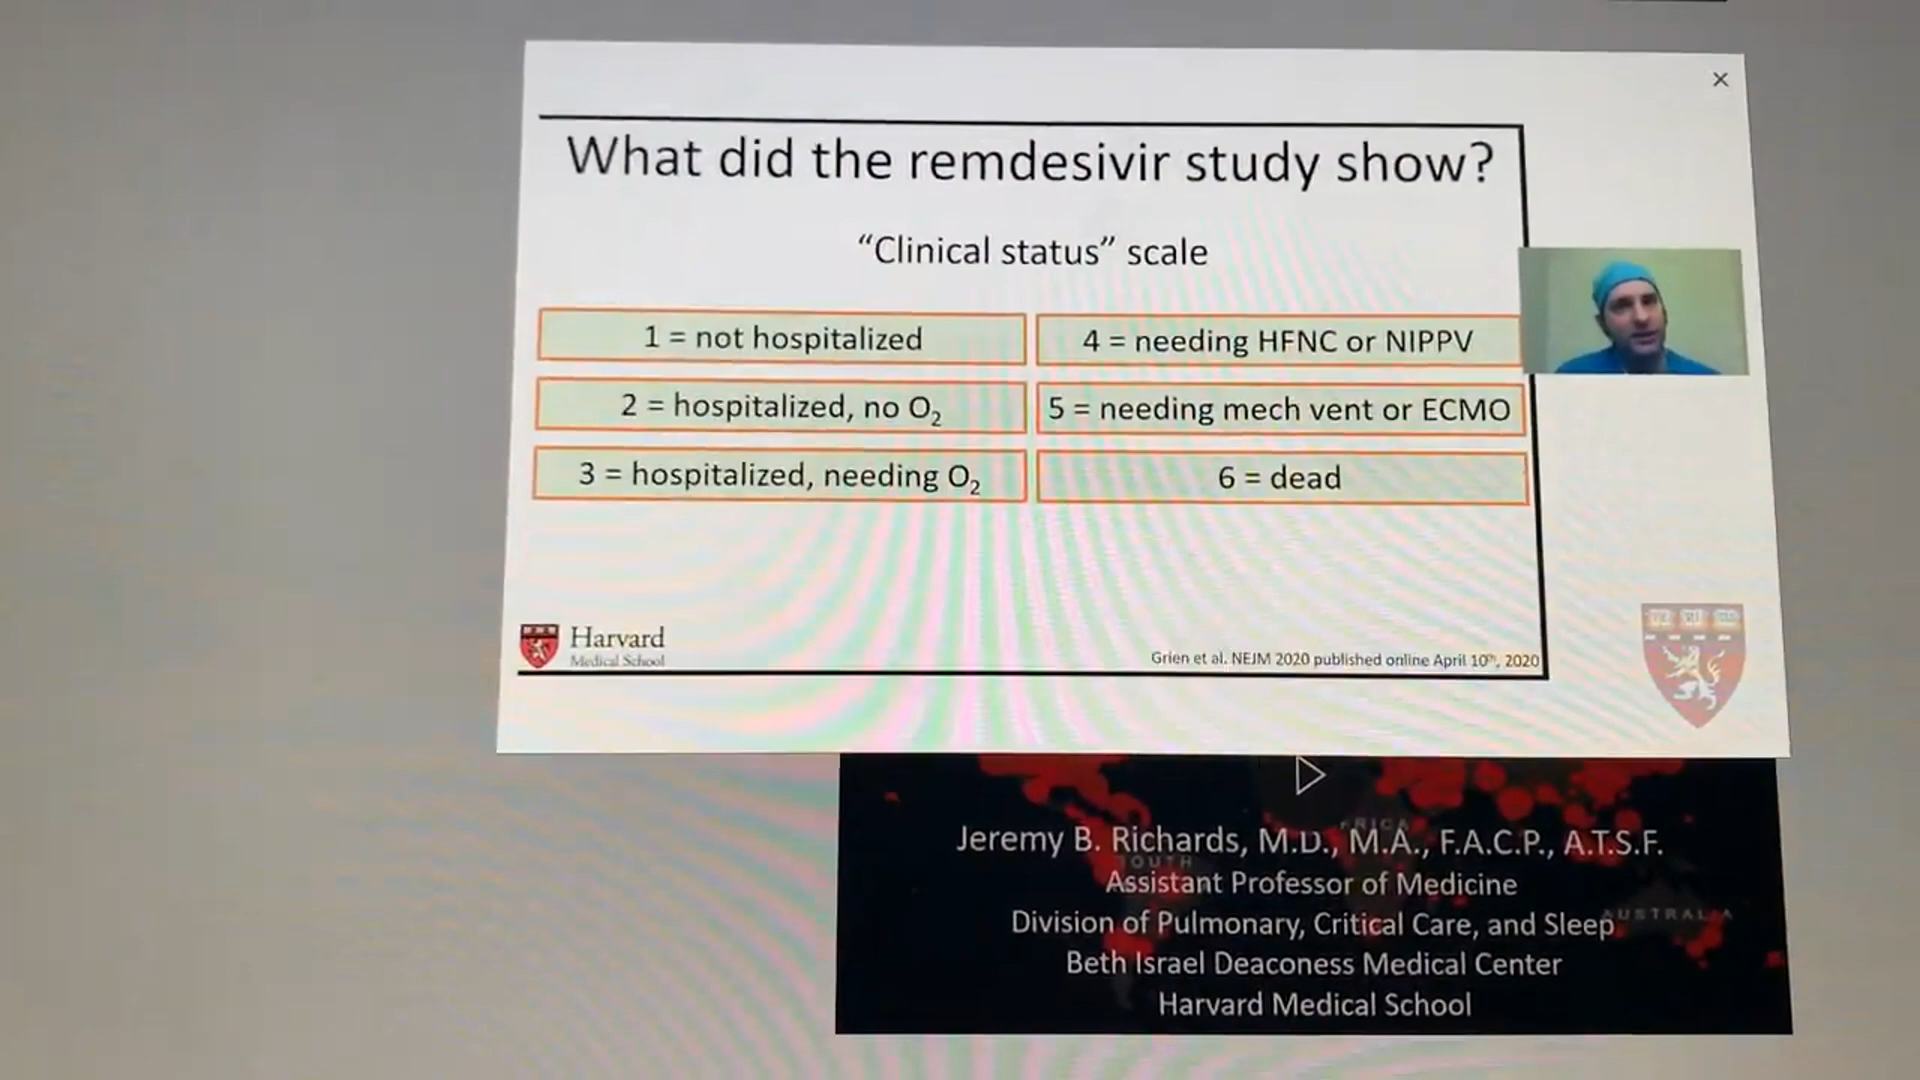 What did the remdesivir study show?
“Clinical status” scale
1 = not hospitalized
4 = needing HFNC or NIPPV
2 = hospitalized, no O₂
5 = needing mech vent or ECMO
3 = hospitalized, needing O₂
6 = dead
Harvard
Medical School
Grien et al. NEJM 2020 published online April 10th, 2020
Jeremy B. Richards, M.D., M.A., F.A.C.P., A.T.S.F.
Assistant Professor of Medicine
Division of Pulmonary, Critical Care, and Sleep
AUSTRALIA
Beth Israel Deaconess Medical Center
Harvard Medical School